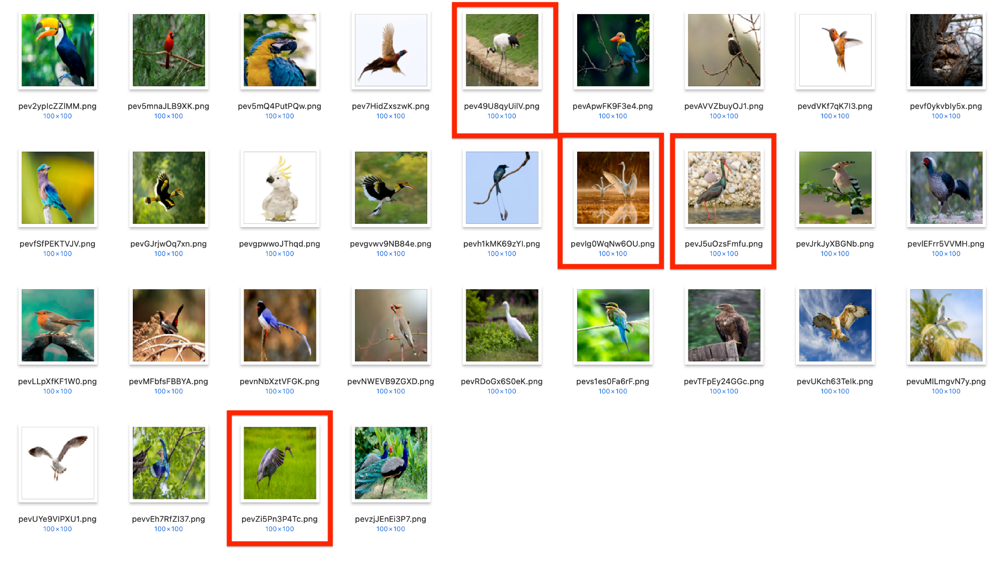 pev2ypIcZZlMM.png
100×100
pev5mnaJLB9XK.png
100×100
pev5mQ4PutPQw.png
100×100
pev7HidZxszwK.png
100×100
pev49U8qyUilV.png
100×100
pevApwFK9F3e4.png
100×100
pevAVVZbuyOJ1.png
100×100
pevdVKf7qK7I3.png
100×100
pevf0ykvbIy5x.png
100×100
pevfSfPEKTVJV.png
100×100
pevGJrjwOq7xn.png
100×100
pevgpwwoJThqd.png
100×100
pevgvwv9NB84e.png
100×100
pevh1kMK69zYI.png
100×100
pevIg0WqNw6OU.png
100×100
pevJ5uOzsFmfu.png
100×100
pevJrkJyXBGNb.png
100×100
pevlEFrr5VVMH.png
100×100
pevLLpXfKF1W0.png
100×100
pevMFbfsFBBYA.png
100×100
pevnNbXztVFGK.png
100×100
pevNWEVB9ZGXD.png
100×100
pevRDoGx6S0eK.png
100×100
pevs1es0Fa6rF.png
100×100
pevTFpEy24GGc.png
100×100
pevUKch63TeIk.png
100×100
pevuMILmgvN7y.png
100×100
pevUYe9VIPXU1.png
100×100
pevvEh7RfZl37.png
100×100
pevZi5Pn3P4Tc.png
100×100
pevzjJEnEi3P7.png
100×100